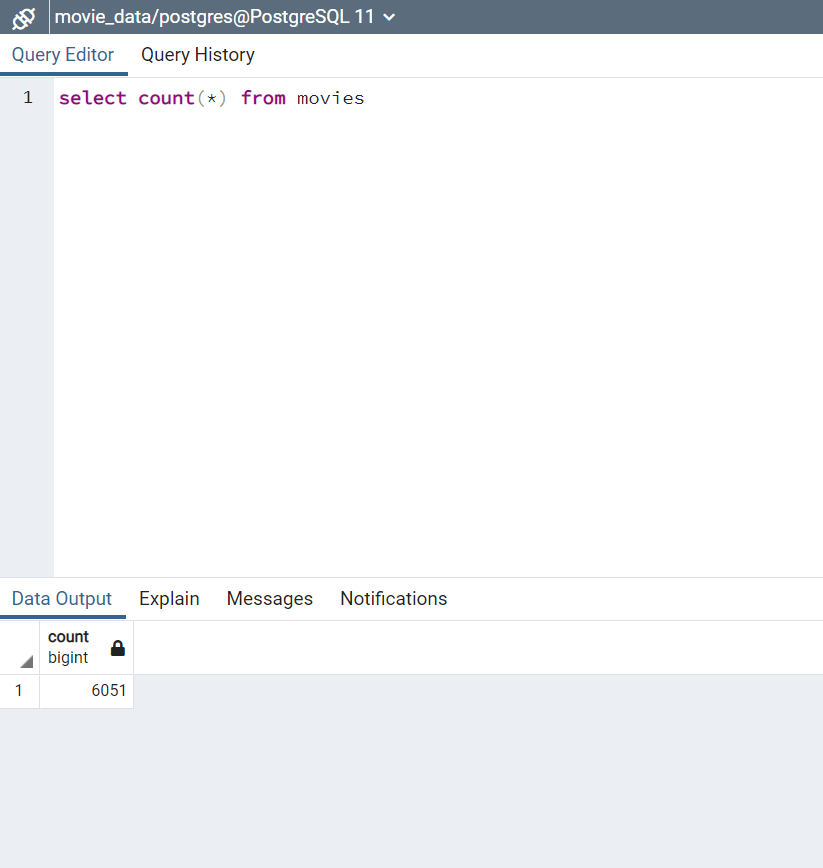 movie_data/postgres@PostgreSQL 11
Query Editor Query History
1 select count(*) from movies
Data Output Explain Messages Notifications
count
bigint
1 6051